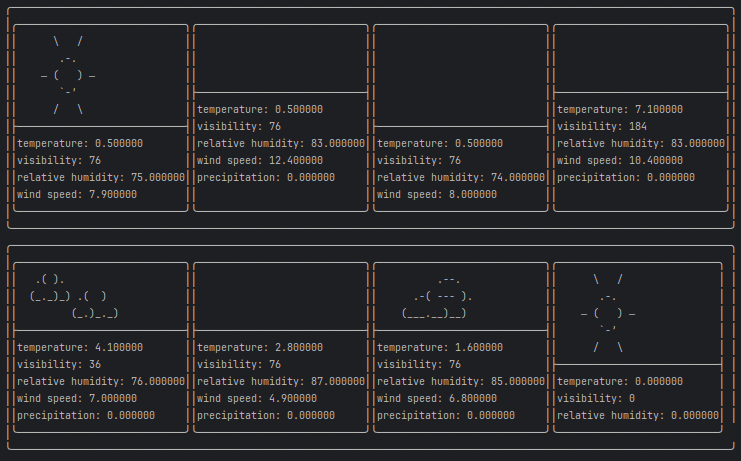 temperature: 0.500000
visibility: 76
relative humidity: 75.000000
wind speed: 7.900000
temperature: 0.500000
visibility: 76
relative humidity: 83.000000
wind speed: 12.400000
precipitation: 0.000000
temperature: 0.500000
visibility: 76
relative humidity: 74.000000
wind speed: 8.000000
temperature: 7.100000
visibility: 184
relative humidity: 83.000000
wind speed: 10.400000
precipitation: 0.000000
temperature: 4.100000
visibility: 36
relative humidity: 76.000000
wind speed: 7.000000
precipitation: 0.000000
temperature: 2.800000
visibility: 76
relative humidity: 87.000000
wind speed: 4.900000
precipitation: 0.000000
temperature: 1.600000
visibility: 76
relative humidity: 85.000000
wind speed: 6.800000
precipitation: 0.000000
temperature: 0.000000
visibility: 0
relative humidity: 0.000000